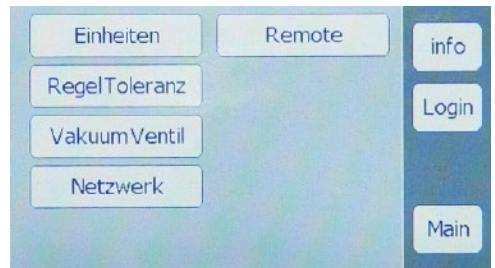 Einheiten
Remote
info
RegelToleranz
Login
VakuumVentil
Netzwerk
Main